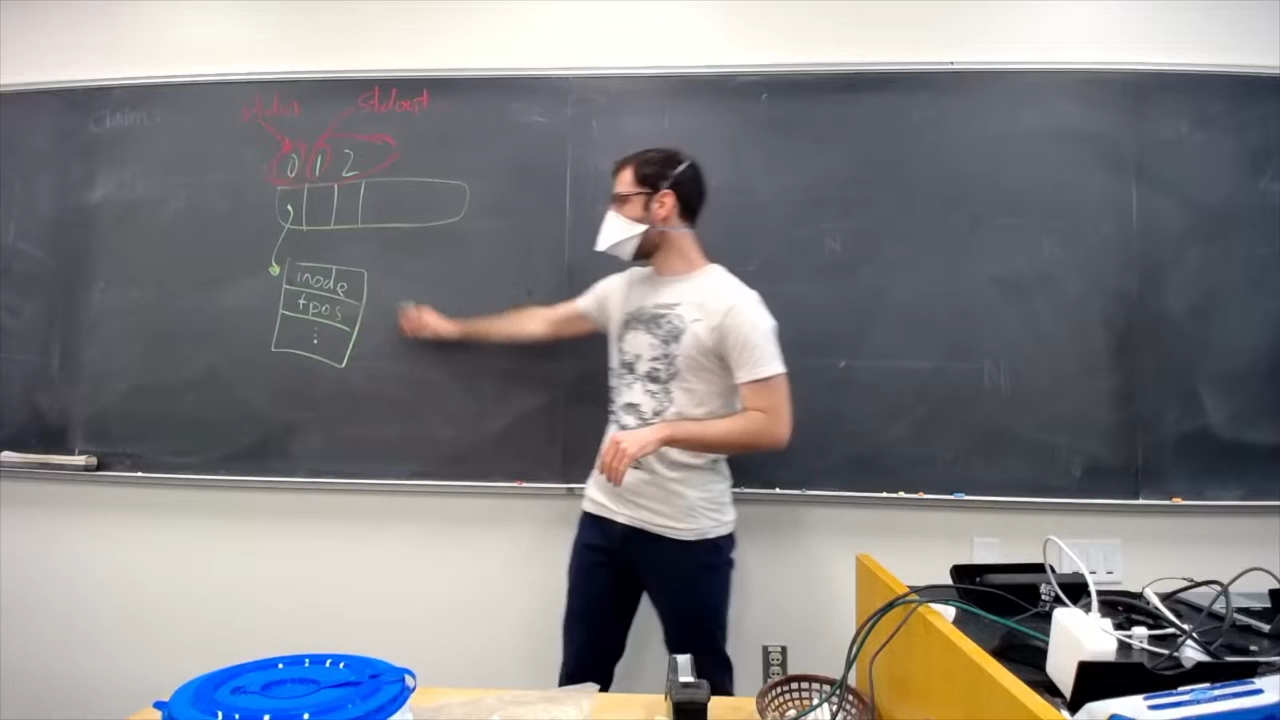 Claim:
stdin stdout
0 1 2
inode
fpos
⋮